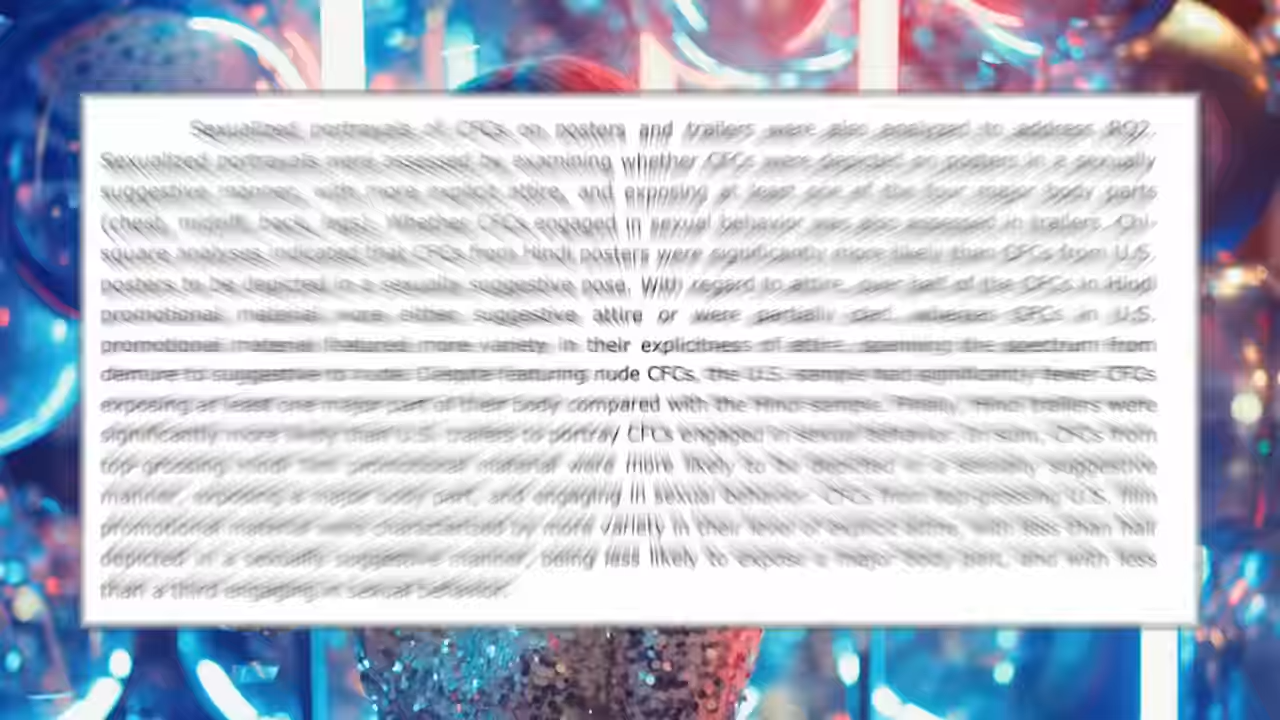 Sexualized portrayals of CFCs on posters and trailers were also analyzed to address RQ2.
Sexualized portrayals were assessed by examining whether CFCs were depicted on posters in a sexually
suggestive manner, with more explicit attire, and exposing at least one of the four major body parts
(chest, midriff, back, legs). Whether CFCs engaged in sexual behavior was also assessed in trailers. Chi-
square analyses indicated that CFCs from Hindi posters were significantly more likely than CFCs from U.S.
posters to be depicted in a sexually suggestive pose. With regard to attire, over half of the CFCs in Hindi
promotional material wore either suggestive attire or were partially clad, whereas CFCs in U.S.
promotional material featured more variety in their explicitness of attire, spanning the spectrum from
demure to suggestive to nude. Despite featuring nude CFCs, the U.S. sample had significantly fewer CFCs
exposing at least one major part of their body compared with the Hindi sample. Finally, Hindi trailers were
significantly more likely than U.S. trailers to portray CFCs engaged in sexual behavior. In sum, CFCs from
top-grossing Hindi film promotional material were more likely to be depicted in a sexually suggestive
manner, exposing a major body part, and engaging in sexual behavior. CFCs from top-grossing U.S. film
promotional material were characterized by more variety in their level of explicit attire, with less than half
depicted in a sexually suggestive manner, being less likely to expose a major body part, and with less
than a third engaging in sexual behavior.